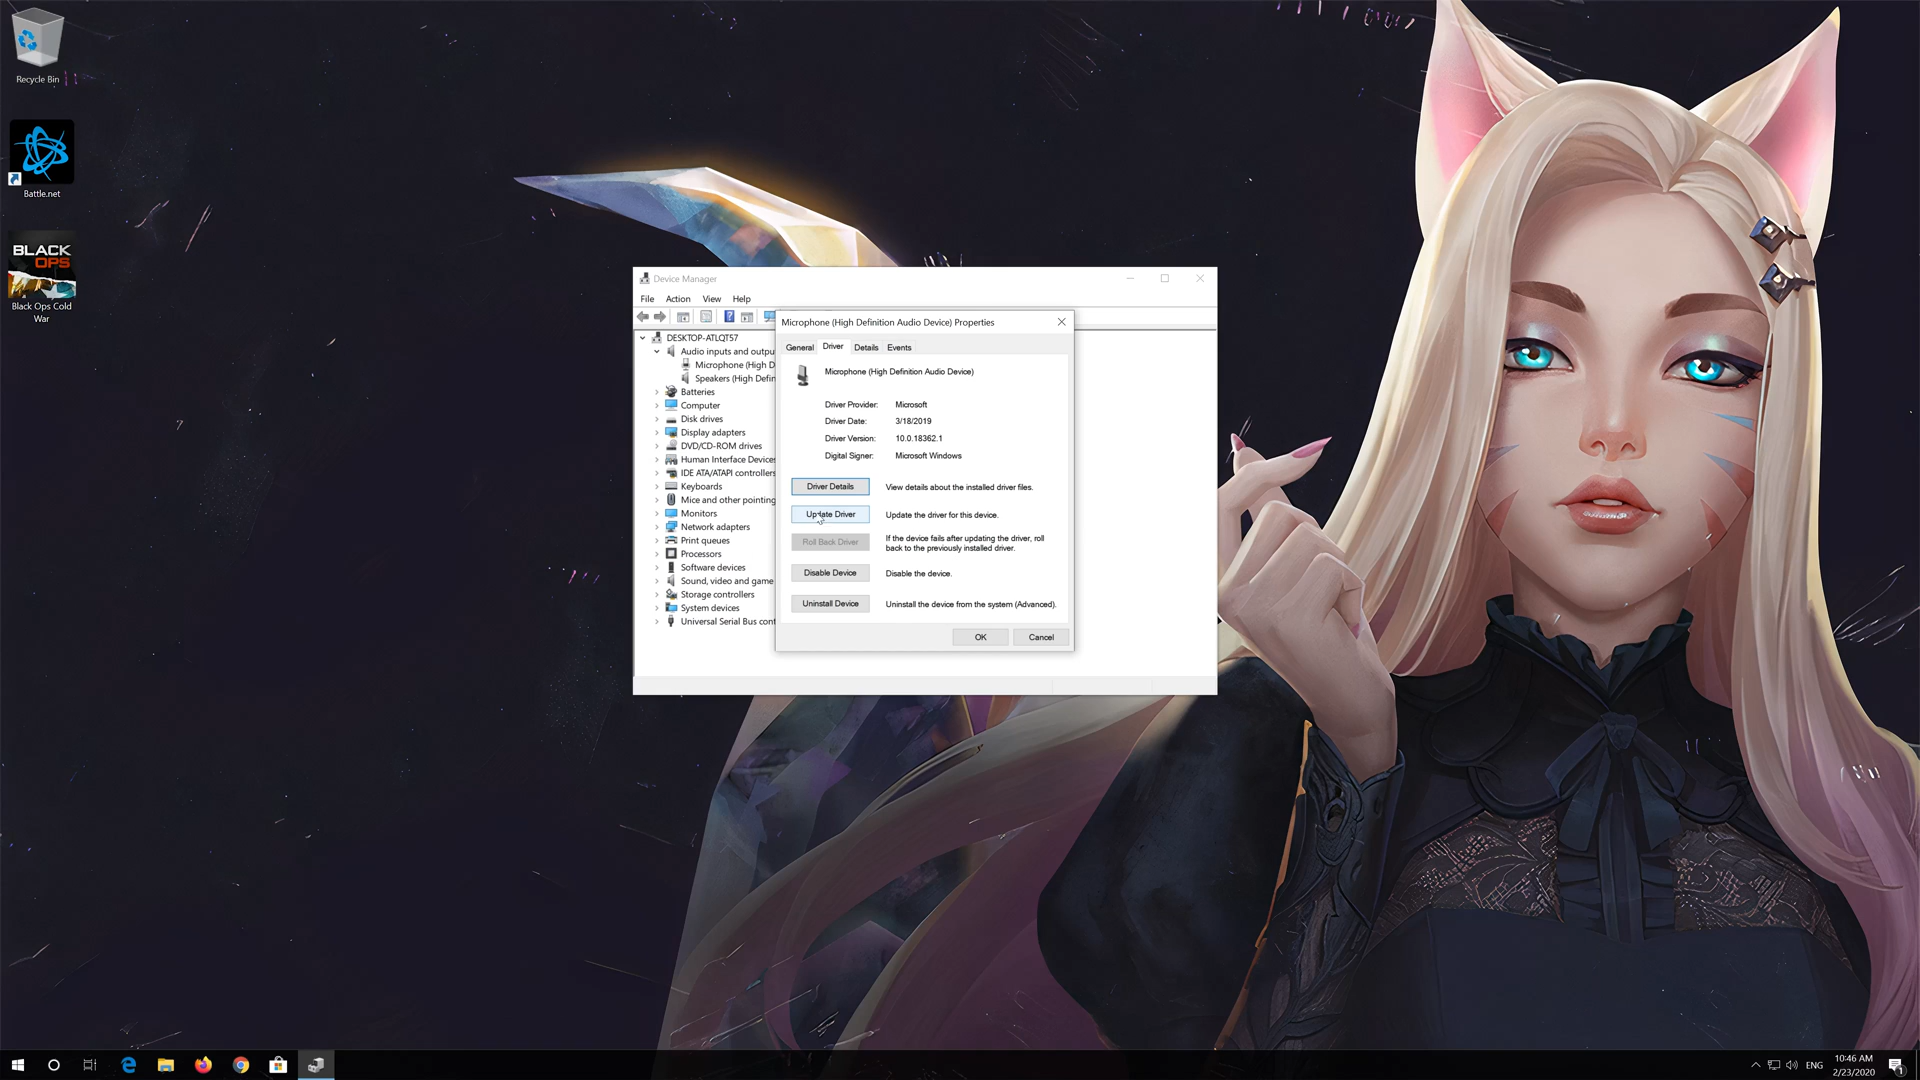 Recycle Bin
Battle.net
BLACK
OPS
Black Ops Cold
War
Device Manager
File Action View Help
DESKTOP-ATLQT57
Audio inputs and outpu
Microphone (High D
Speakers (High Defin
Batteries
Computer
Disk drives
Display adapters
DVD/CD-ROM drives
Human Interface Devices
IDE ATA/ATAPI controllers
Keyboards
Mice and other pointing
Monitors
Network adapters
Print queues
Processors
Software devices
Sound, video and game
Storage controllers
System devices
Universal Serial Bus cont
Microphone (High Definition Audio Device) Properties
General Driver Details Events
Microphone (High Definition Audio Device)
Driver Provider: Microsoft
Driver Date: 3/18/2019
Driver Version: 10.0.18362.1
Digital Signer: Microsoft Windows
Driver Details View details about the installed driver files.
Update Driver Update the driver for this device.
Roll Back Driver If the device fails after updating the driver, roll
back to the previously installed driver.
Disable Device Disable the device.
Uninstall Device Uninstall the device from the system (Advanced).
OK Cancel
ENG
10:46 AM
2/23/2020
1